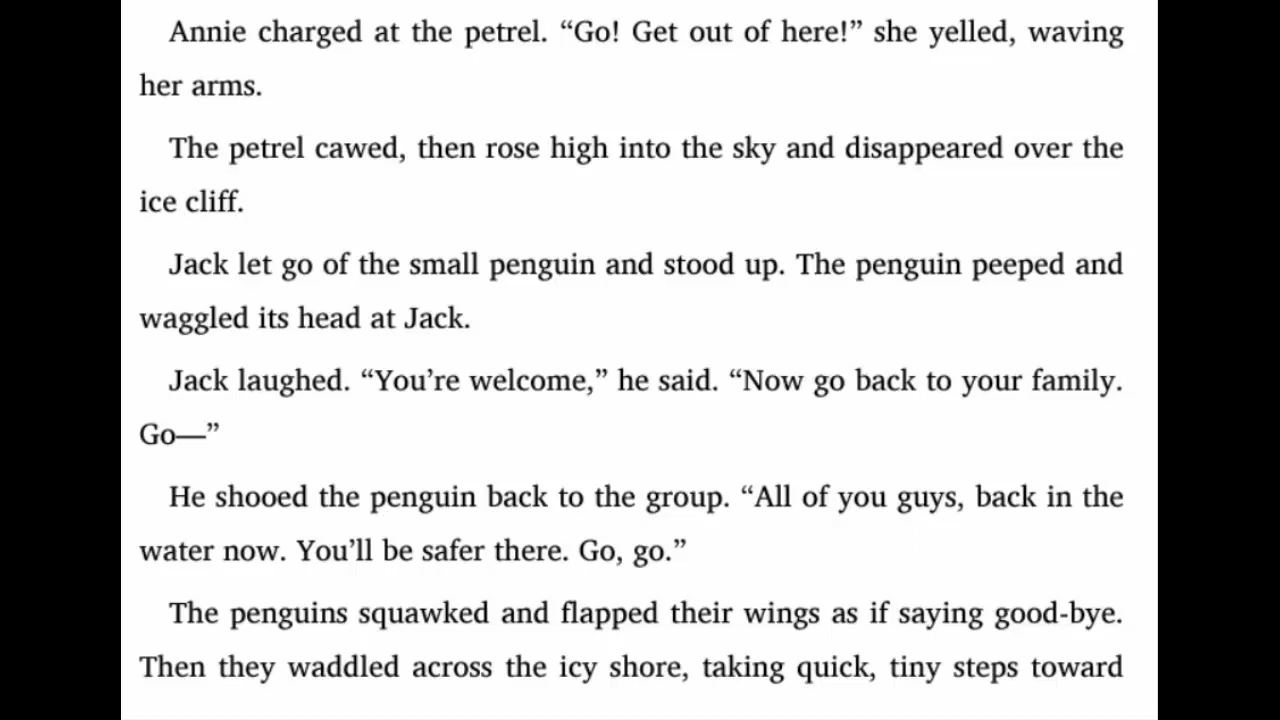 Annie charged at the petrel. “Go! Get out of here!” she yelled, waving
her arms.
The petrel cawed, then rose high into the sky and disappeared over the
ice cliff.
Jack let go of the small penguin and stood up. The penguin peeped and
waggled its head at Jack.
Jack laughed. “You’re welcome,” he said. “Now go back to your family.
Go—”
He shooed the penguin back to the group. “All of you guys, back in the
water now. You’ll be safer there. Go, go.”
The penguins squawked and flapped their wings as if saying good-bye.
Then they waddled across the icy shore, taking quick, tiny steps toward